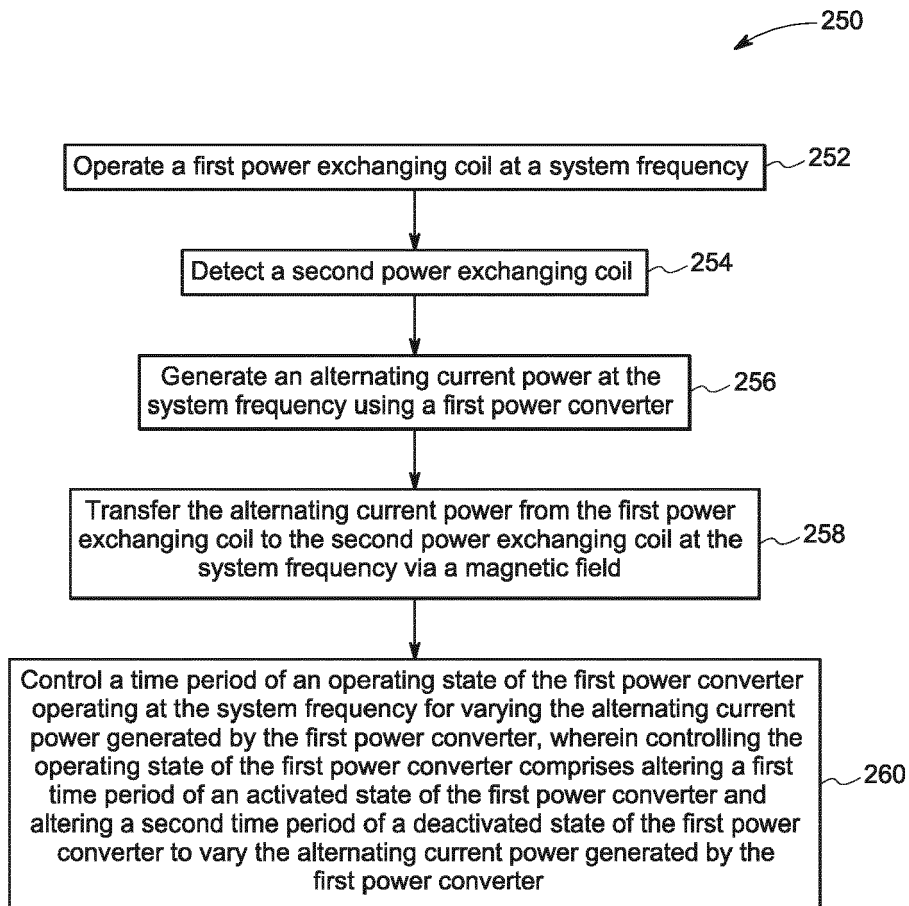 250
Operate a first power exchanging coil at a system frequency
252
Detect a second power exchanging coil
254
Generate an alternating current power at the
system frequency using a first power converter
256
Transfer the alternating current power from the first power
exchanging coil to the second power exchanging coil at the
system frequency via a magnetic field
258
Control a time period of an operating state of the first power converter
operating at the system frequency for varying the alternating current
power generated by the first power converter, wherein controlling the
operating state of the first power converter comprises altering a first
time period of an activated state of the first power converter and
altering a second time period of a deactivated state of the first power
converter to vary the alternating current power generated by the
first power converter
260